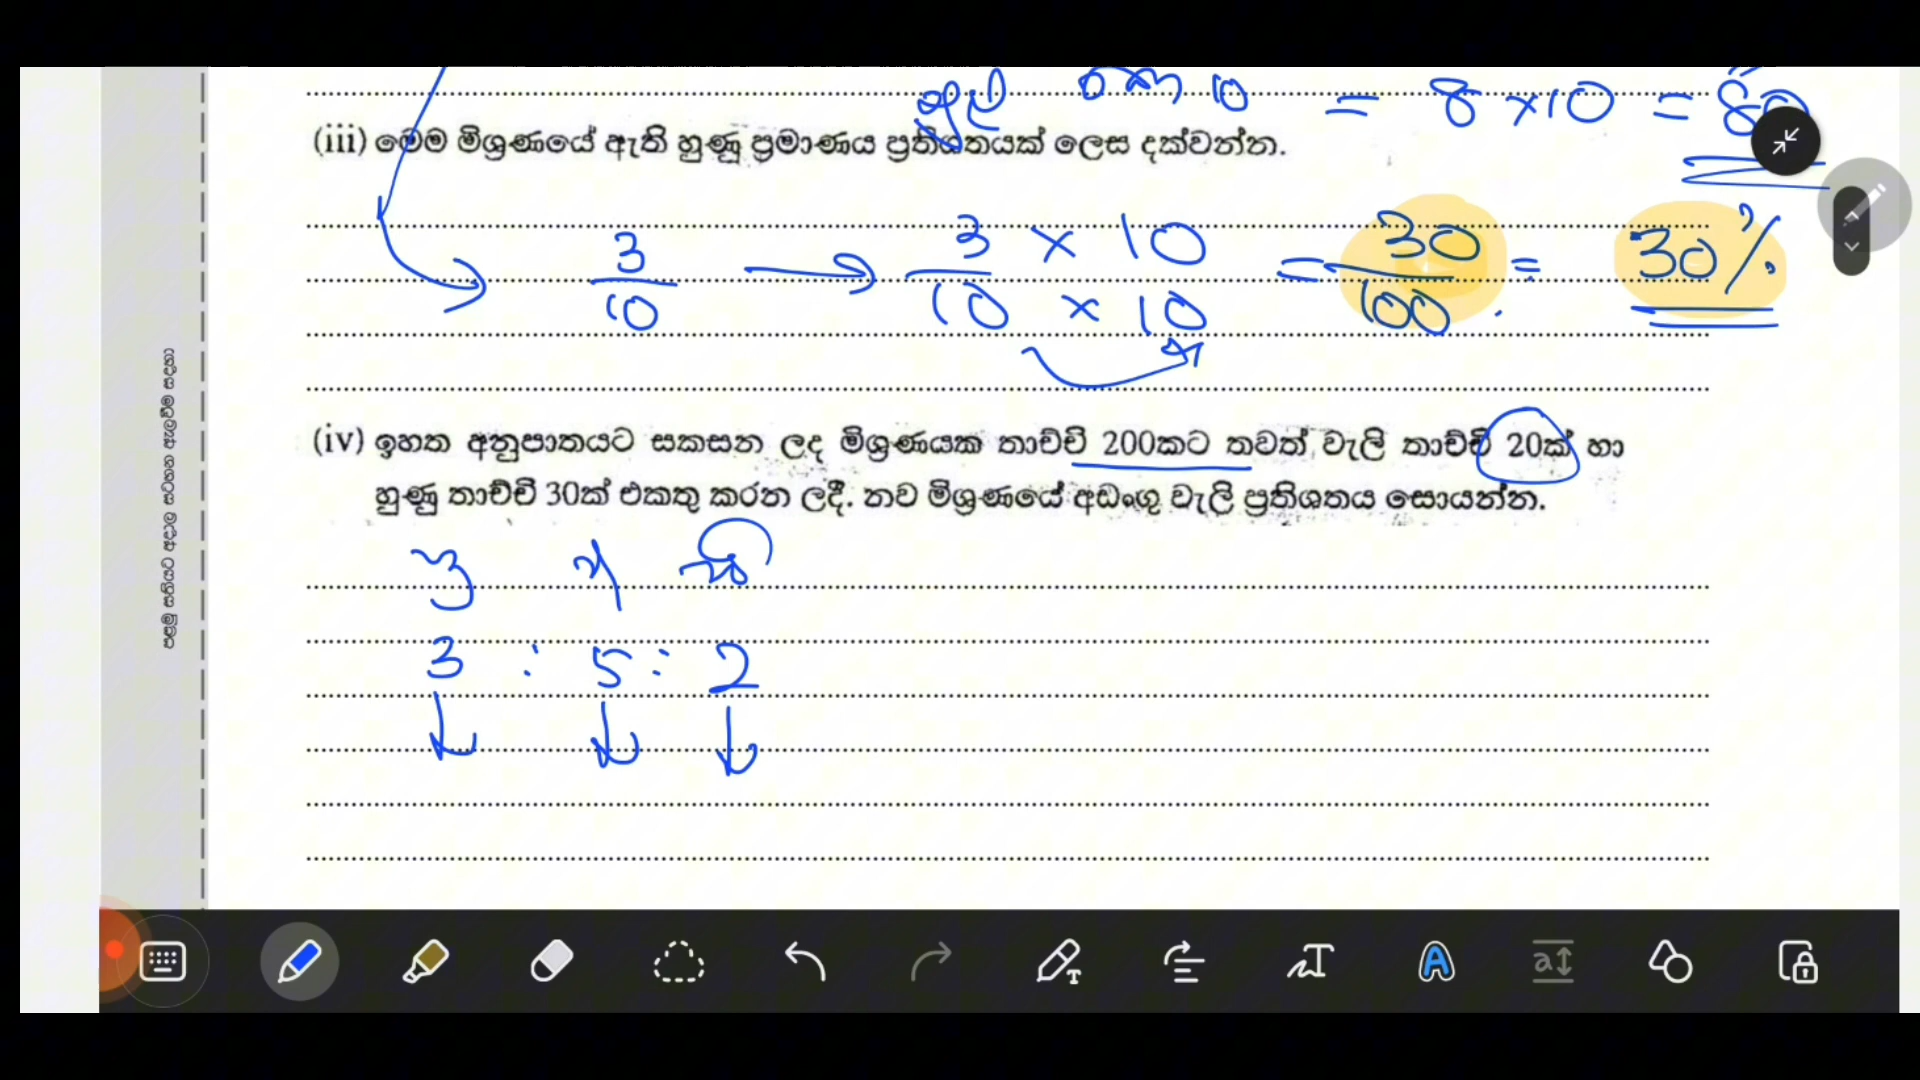 = 8 × 10 = 80
(iii) මෙම මිශ්‍රණයේ ඇති හුණු ප්‍රමාණය ප්‍රතිශතයක් ලෙස දක්වන්න.
3/10 → 3 × 10 / 10 × 10 = 30/100 = 30%
(iv) ඉහත අනුපාතයට සකසන ලද මිශ්‍රණයක තාච්චි 200කට තවත් වැලි තාච්චි 20ක් හා
හුණු තාච්චි 30ක් එකතු කරන ලදී. නව මිශ්‍රණයේ අඩංගු වැලි ප්‍රතිශතය සොයන්න.
3 : 5 : 2